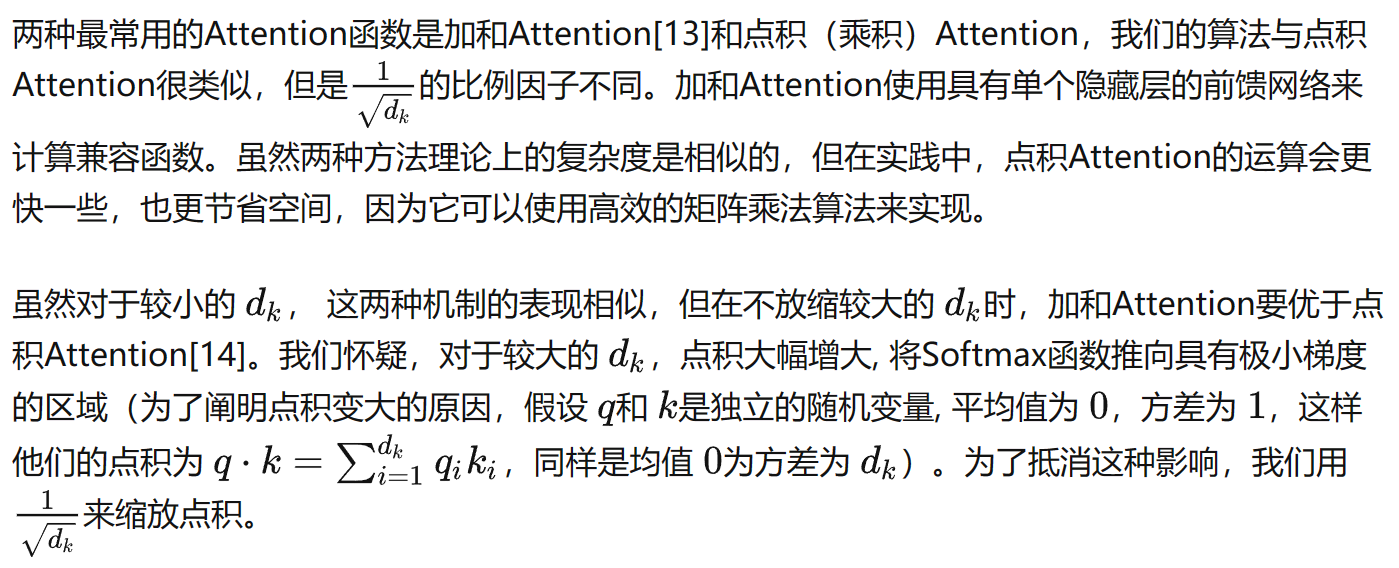 两种最常用的Attention函数是加和Attention[13]和点积（乘积）Attention，我们的算法与点积
Attention很类似，但是 $\frac{1}{\sqrt{d_k}}$ 的比例因子不同。加和Attention使用具有单个隐藏层的前馈网络来
计算兼容函数。虽然两种方法理论上的复杂度是相似的，但在实践中，点积Attention的运算会更
快一些，也更节省空间，因为它可以使用高效的矩阵乘法算法来实现。
虽然对于较小的 $d_k$， 这两种机制的表现相似，但在不放缩较大的 $d_k$时，加和Attention要优于点
积Attention[14]。我们怀疑，对于较大的 $d_k$，点积大幅增大, 将Softmax函数推向具有极小梯度
的区域（为了阐明点积变大的原因，假设 $q$和 $k$是独立的随机变量, 平均值为 $0$，方差为 $1$，这样
他们的点积为 $q \cdot k = \sum_{i=1}^{d_k} q_i k_i$，同样是均值 $0$为方差为 $d_k$）。为了抵消这种影响，我们用
$\frac{1}{\sqrt{d_k}}$来缩放点积。